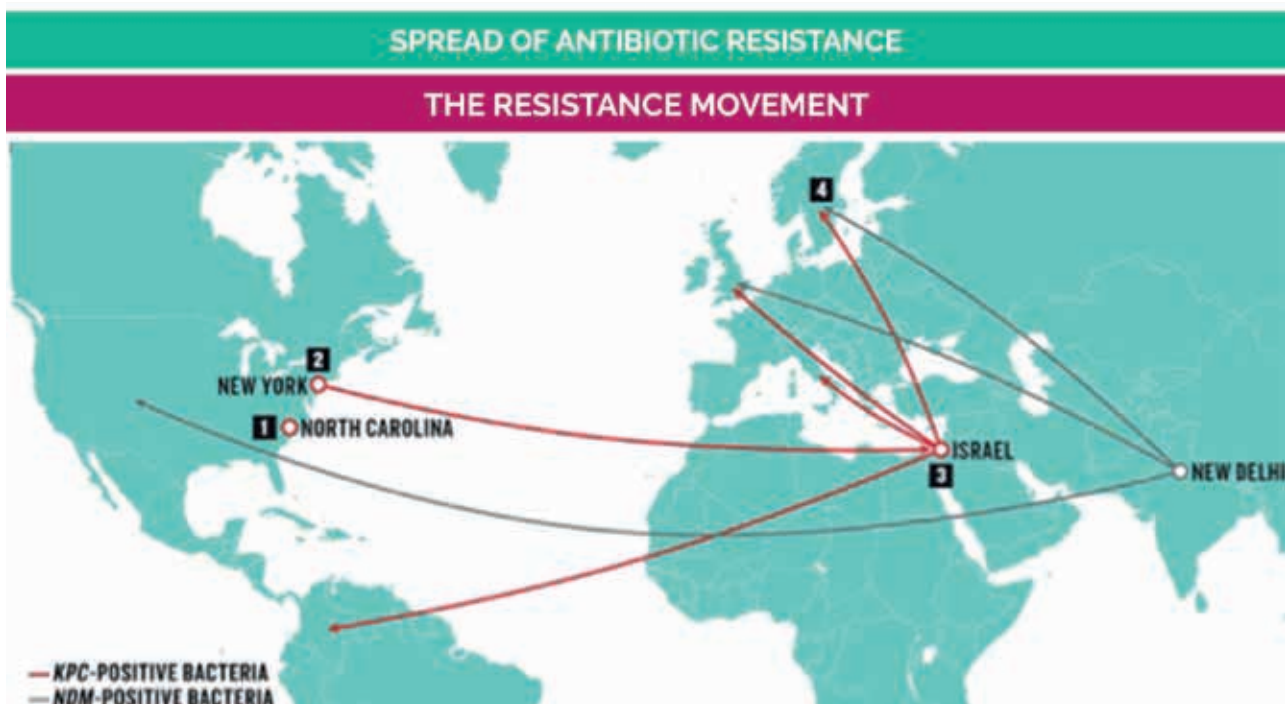 SPREAD OF ANTIBIOTIC RESISTANCE
THE RESISTANCE MOVEMENT
4
2
NEW YORK
1 NORTH CAROLINA
ISRAEL
3
NEW DELHI
KPC-POSITIVE BACTERIA
NDM-POSITIVE BACTERIA